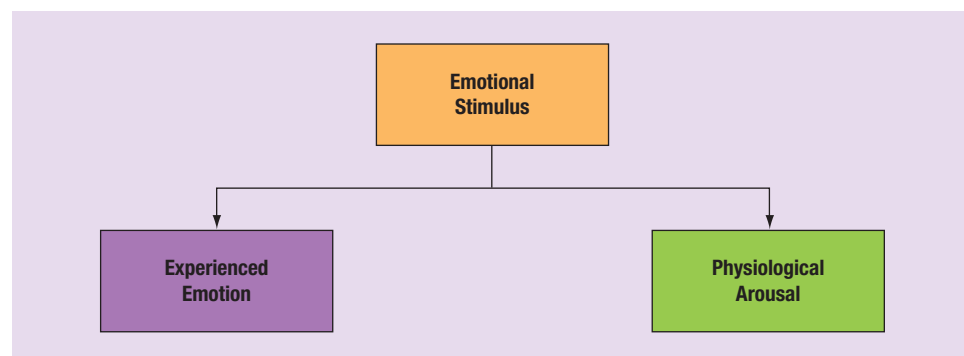 Emotional
Stimulus
Experienced
Emotion
Physiological
Arousal